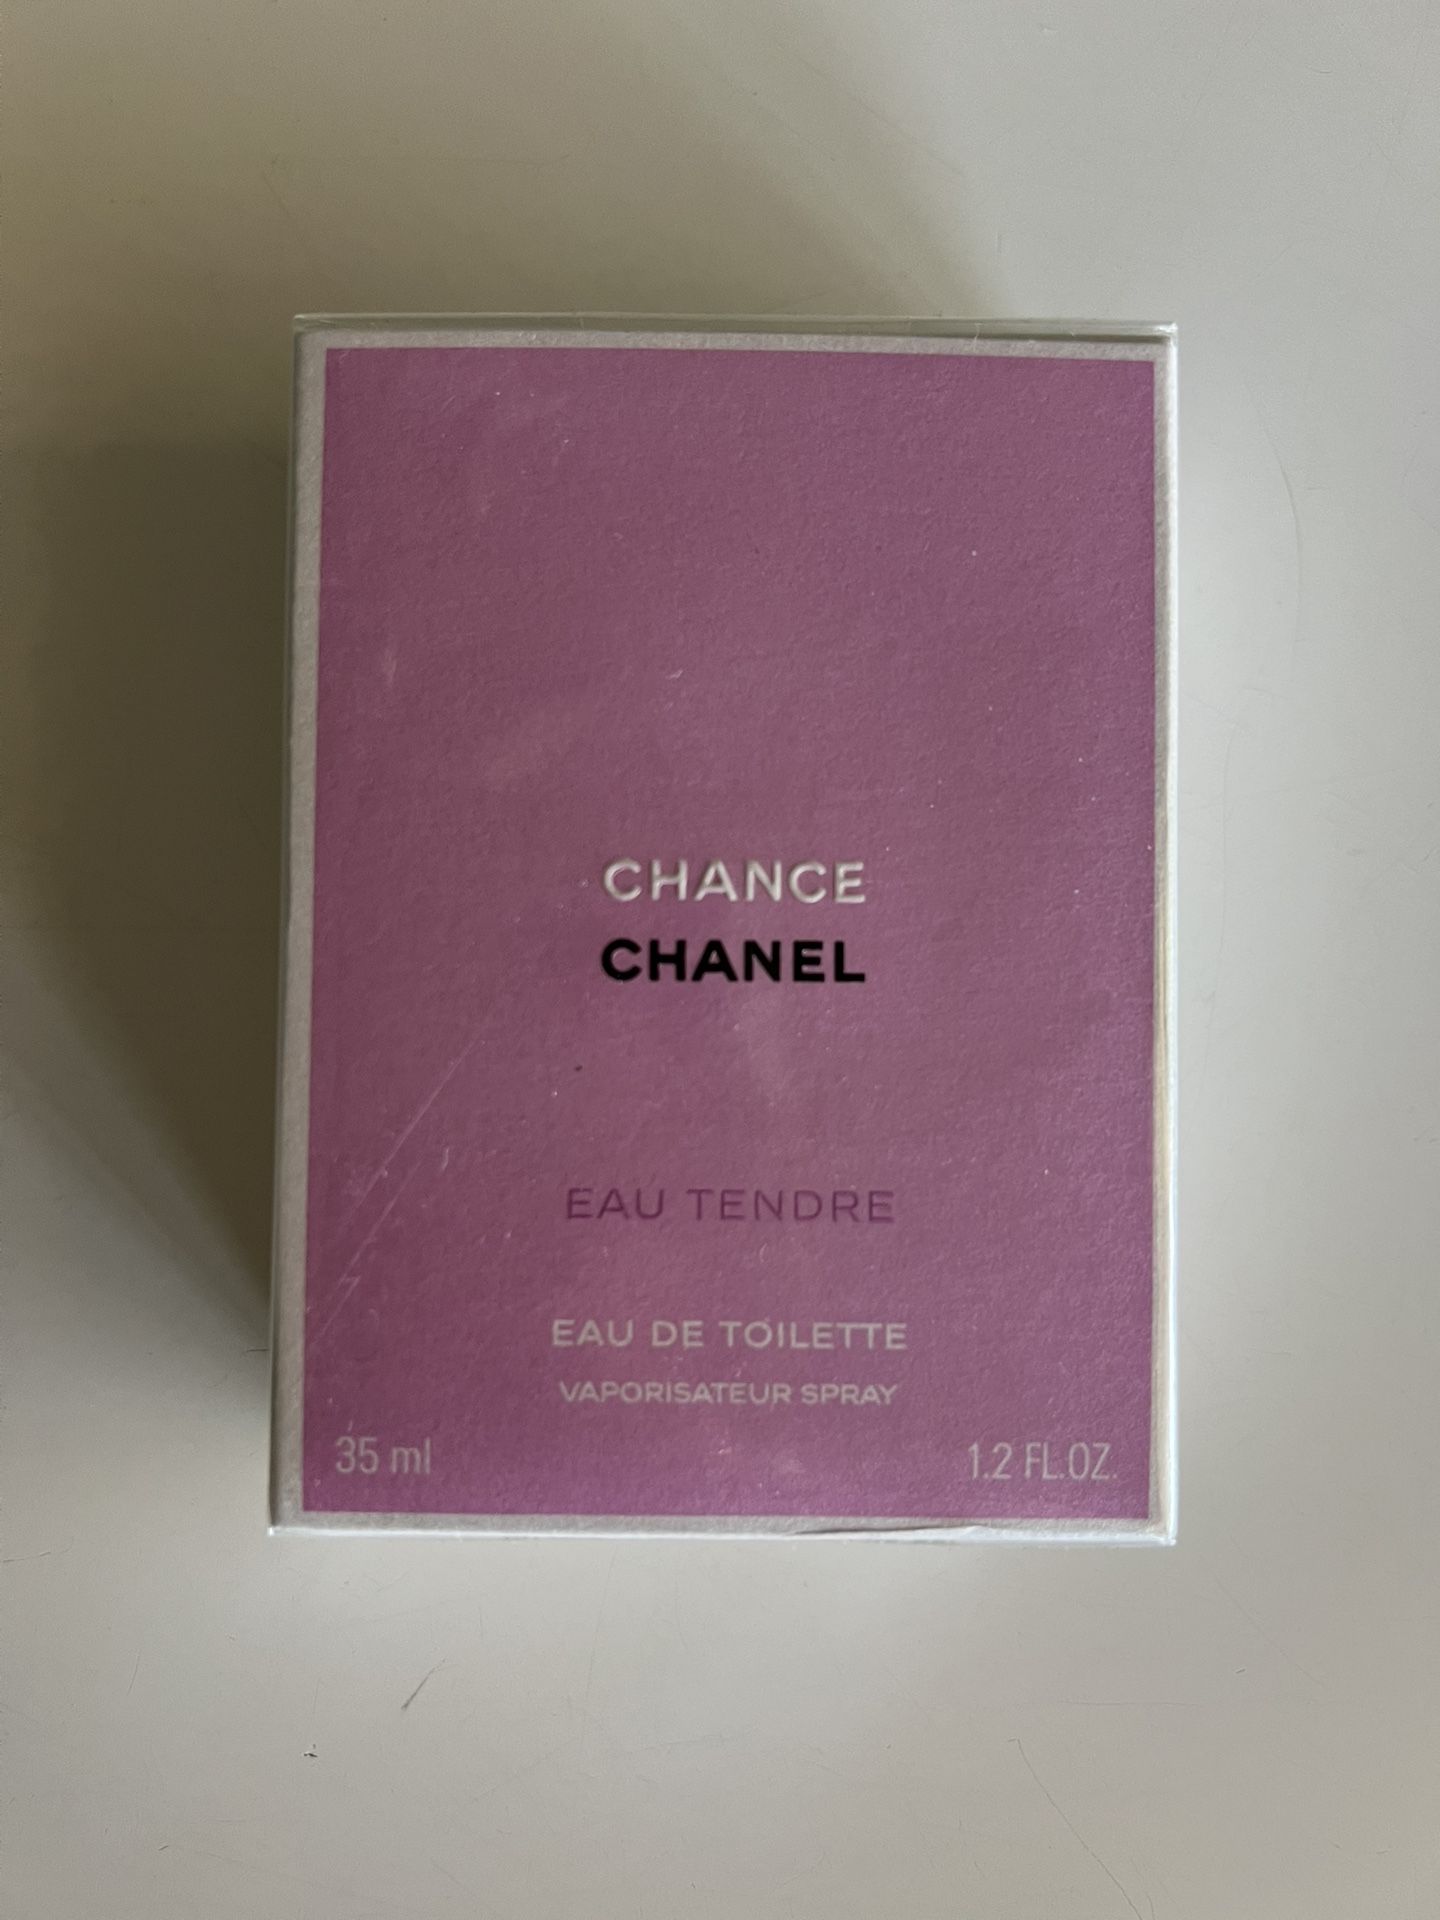 CHANCE
CHANEL
EAU TENDRE
EAU DE TOILETTE
VAPORISATEUR SPRAY
35 ml 1.2 FL.OZ.